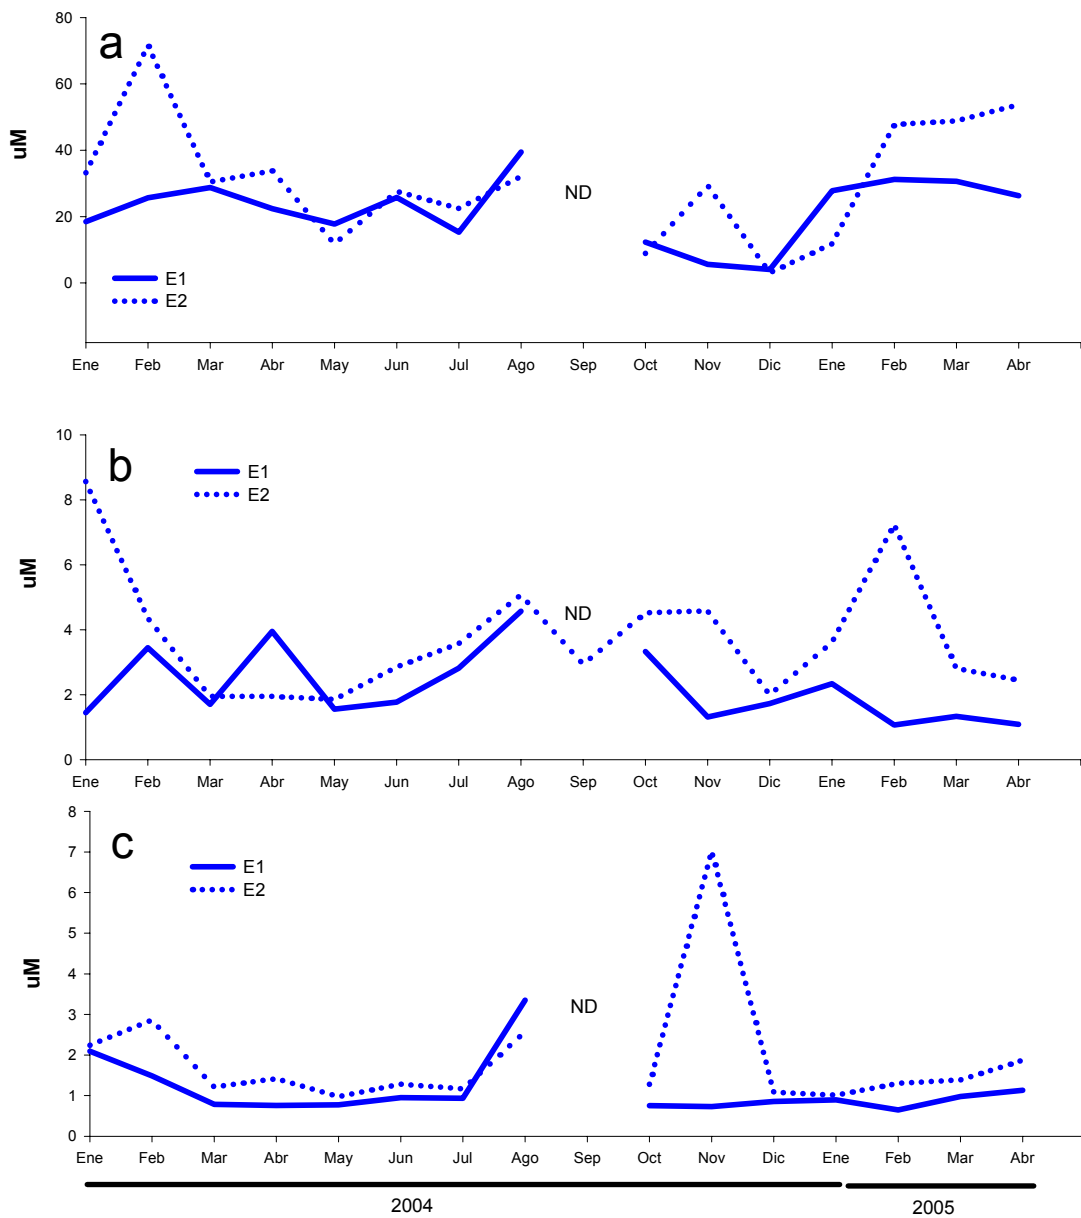 a
80
60
40
20
0
uM
ND
E1
E2
Ene Feb Mar Abr May Jun Jul Ago Sep Oct Nov Dic Ene Feb Mar Abr
b
10
8
6
4
2
0
uM
E1
E2
ND
Ene Feb Mar Abr May Jun Jul Ago Sep Oct Nov Dic Ene Feb Mar Abr
c
8
7
6
5
4
3
2
1
0
uM
E1
E2
ND
Ene Feb Mar Abr May Jun Jul Ago Sep Oct Nov Dic Ene Feb Mar Abr
2004 2005